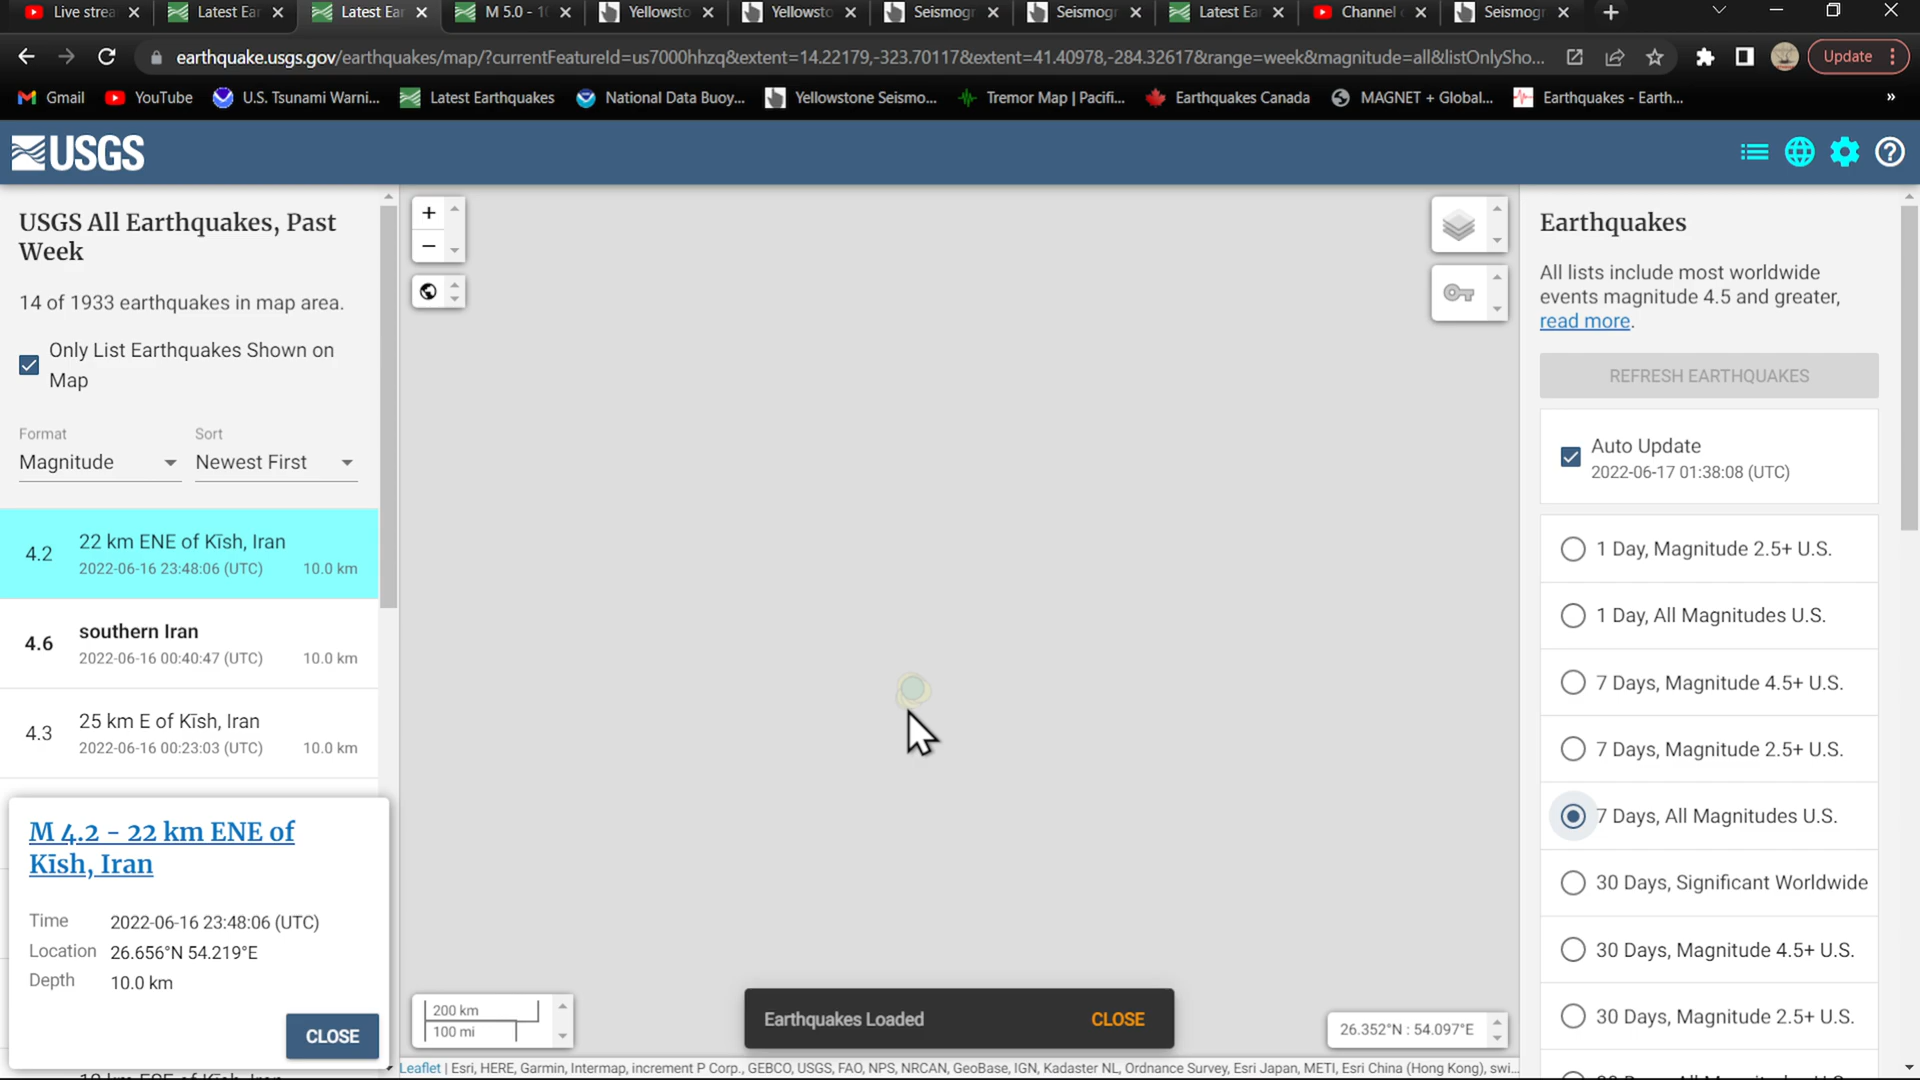 Live strea
Latest Ear
Latest Ear
M 5.0 - 10
Yellowsto
Yellowsto
Seismogr
Seismogr
Latest Ear
Channel
Seismogr
earthquake.usgs.gov/earthquakes/map/?currentFeatureId=us7000hhzq&extent=14.22179,-323.70117&extent=41.40978,-284.32617&range=week&magnitude=all&listOnlySho...
Update
Gmail
YouTube
U.S. Tsunami Warni...
Latest Earthquakes
National Data Buoy...
Yellowstone Seismo...
Tremor Map | Pacifi...
Earthquakes Canada
MAGNET + Global...
Earthquakes - Earth...
»
USGS
USGS All Earthquakes, Past
Week
14 of 1933 earthquakes in map area.
Only List Earthquakes Shown on
Map
Format
Sort
Magnitude
Newest First
4.2
22 km ENE of Kīsh, Iran
2022-06-16 23:48:06 (UTC)
10.0 km
4.6
southern Iran
2022-06-16 00:40:47 (UTC)
10.0 km
4.3
25 km E of Kīsh, Iran
2022-06-16 00:23:03 (UTC)
10.0 km
M 4.2 - 22 km ENE of
Kīsh, Iran
Time
2022-06-16 23:48:06 (UTC)
Location
26.656°N 54.219°E
Depth
10.0 km
CLOSE
+
−
200 km
100 mi
Earthquakes Loaded
CLOSE
26.352°N : 54.097°E
Leaflet | Esri, HERE, Garmin, Intermap, increment P Corp., GEBCO, USGS, FAO, NPS, NRCAN, GeoBase, IGN, Kadaster NL, Ordnance Survey, Esri Japan, METI, Esri China (Hong Kong), swi...
Earthquakes
All lists include most worldwide
events magnitude 4.5 and greater,
read more.
REFRESH EARTHQUAKES
Auto Update
2022-06-17 01:38:08 (UTC)
1 Day, Magnitude 2.5+ U.S.
1 Day, All Magnitudes U.S.
7 Days, Magnitude 4.5+ U.S.
7 Days, Magnitude 2.5+ U.S.
7 Days, All Magnitudes U.S.
30 Days, Significant Worldwide
30 Days, Magnitude 4.5+ U.S.
30 Days, Magnitude 2.5+ U.S.